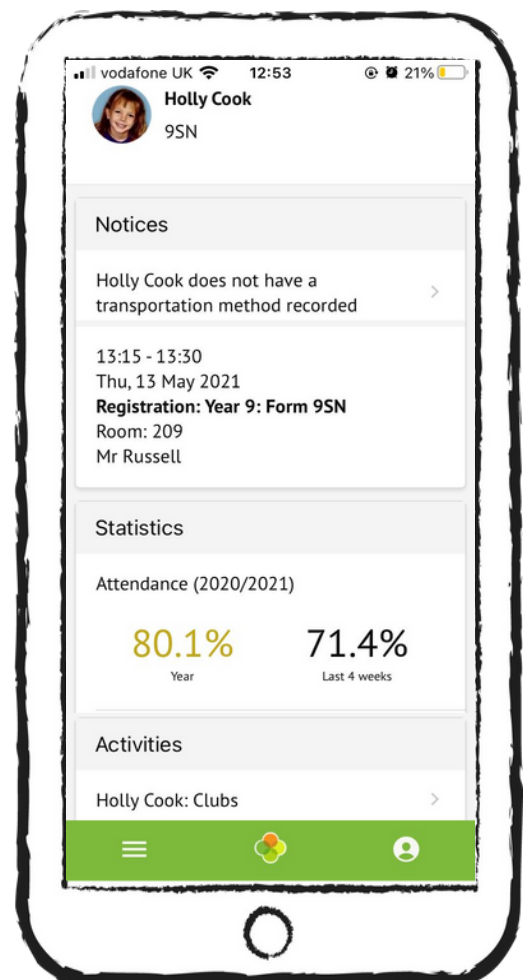 vodafone UK 12:53 21%
Holly Cook
9SN
Notices
Holly Cook does not have a
transportation method recorded
13:15 - 13:30
Thu, 13 May 2021
Registration: Year 9: Form 9SN
Room: 209
Mr Russell
Statistics
Attendance (2020/2021)
80.1% 71.4%
Year Last 4 weeks
Activities
Holly Cook: Clubs